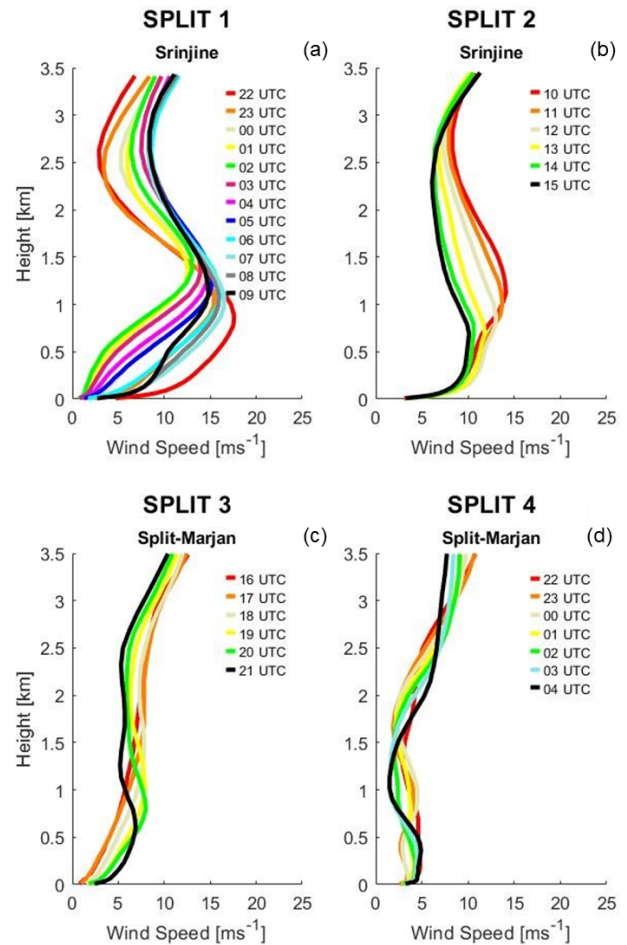 SPLIT 1
Srinjine
(a)
3.5
3
2.5
2
1.5
1
0.5
0
Height [km]
22 UTC
23 UTC
00 UTC
01 UTC
02 UTC
03 UTC
04 UTC
05 UTC
06 UTC
07 UTC
08 UTC
09 UTC
0 5 10 15 20 25
Wind Speed [ms-1]
SPLIT 2
Srinjine
(b)
3.5
3
2.5
2
1.5
1
0.5
0
10 UTC
11 UTC
12 UTC
13 UTC
14 UTC
15 UTC
0 5 10 15 20 25
Wind Speed [ms-1]
SPLIT 3
Split-Marjan
(c)
3.5
3
2.5
2
1.5
1
0.5
0
Height [km]
16 UTC
17 UTC
18 UTC
19 UTC
20 UTC
21 UTC
0 5 10 15 20 25
Wind Speed [ms-1]
SPLIT 4
Split-Marjan
(d)
3.5
3
2.5
2
1.5
1
0.5
0
22 UTC
23 UTC
00 UTC
01 UTC
02 UTC
03 UTC
04 UTC
0 5 10 15 20 25
Wind Speed [ms-1]